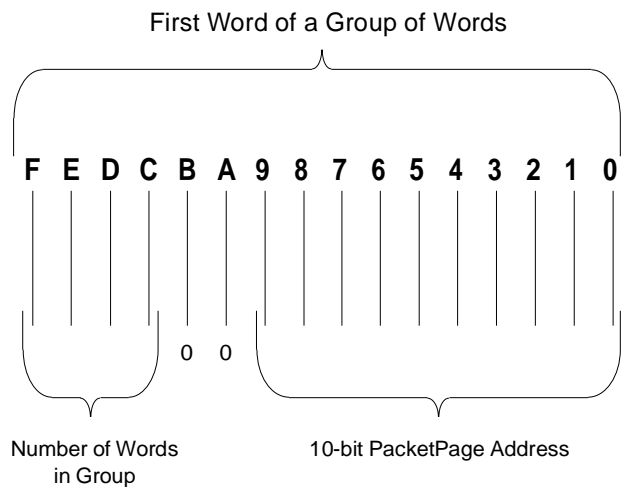 First Word of a Group of Words
F E D C B A 9 8 7 6 5 4 3 2 1 0
0 0
Number of Words
in Group
10-bit PacketPage Address